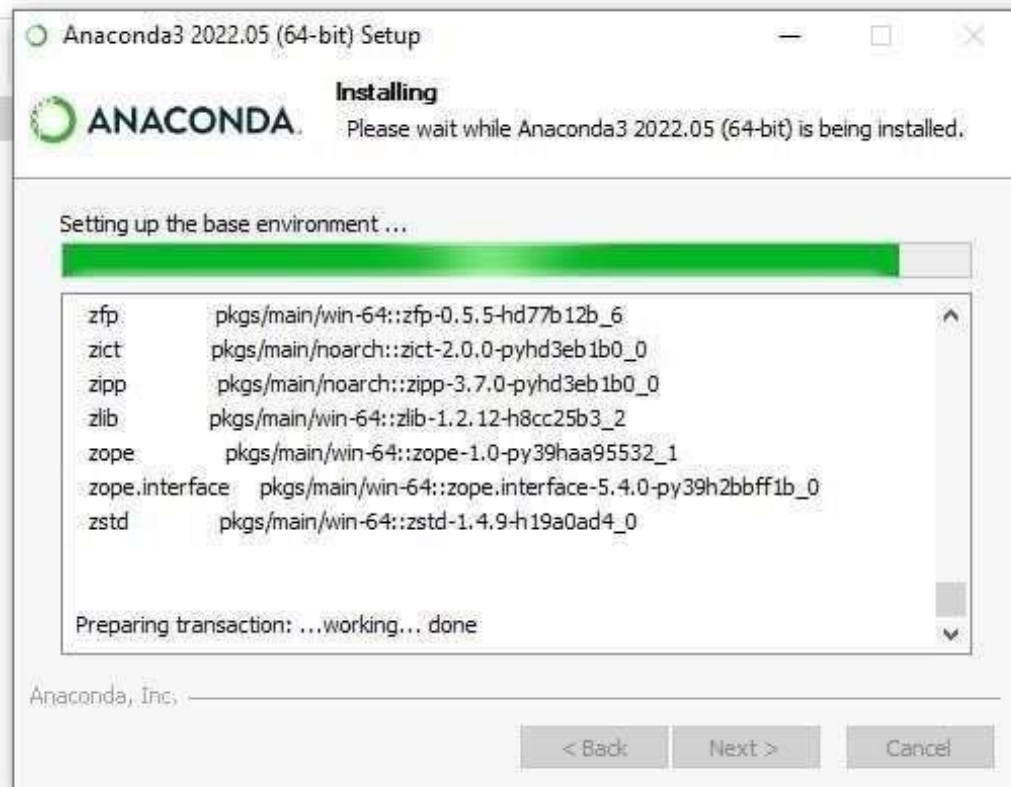 Anaconda3 2022.05 (64-bit) Setup
ANACONDA.
Installing
Please wait while Anaconda3 2022.05 (64-bit) is being installed.
Setting up the base environment ...
zfp pkgs/main/win-64::zfp-0.5.5-hd77b12b_6
zict pkgs/main/noarch::zict-2.0.0-pyhd3eb1b0_0
zipp pkgs/main/noarch::zipp-3.7.0-pyhd3eb1b0_0
zlib pkgs/main/win-64::zlib-1.2.12-h8cc25b3_2
zope pkgs/main/win-64::zope-1.0-py39haa95532_1
zope.interface pkgs/main/win-64::zope.interface-5.4.0-py39h2bbff1b_0
zstd pkgs/main/win-64::zstd-1.4.9-h19a0ad4_0
Preparing transaction: ...working... done
Anaconda, Inc.
< Back Next > Cancel